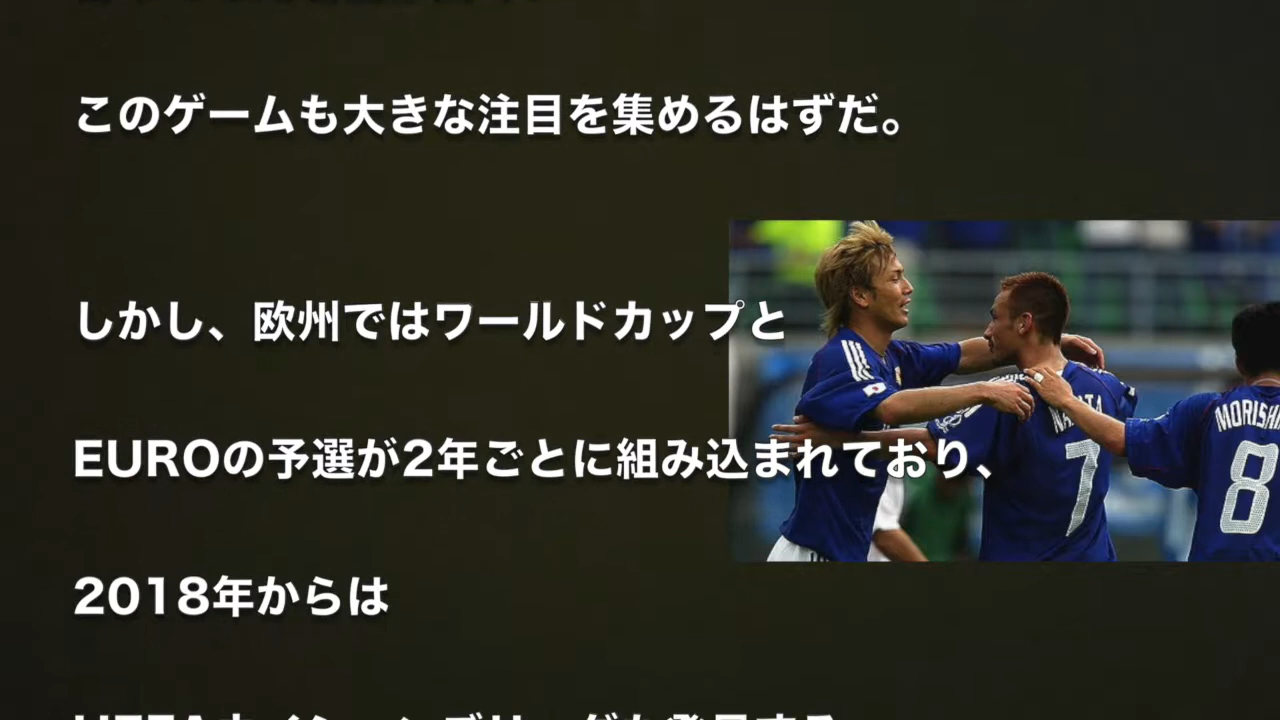 このゲームも大きな注目を集めるはずだ。
しかし、欧州ではワールドカップと
EUROの予選が2年ごとに組み込まれており、
2018年からは
NAKATA
7
8